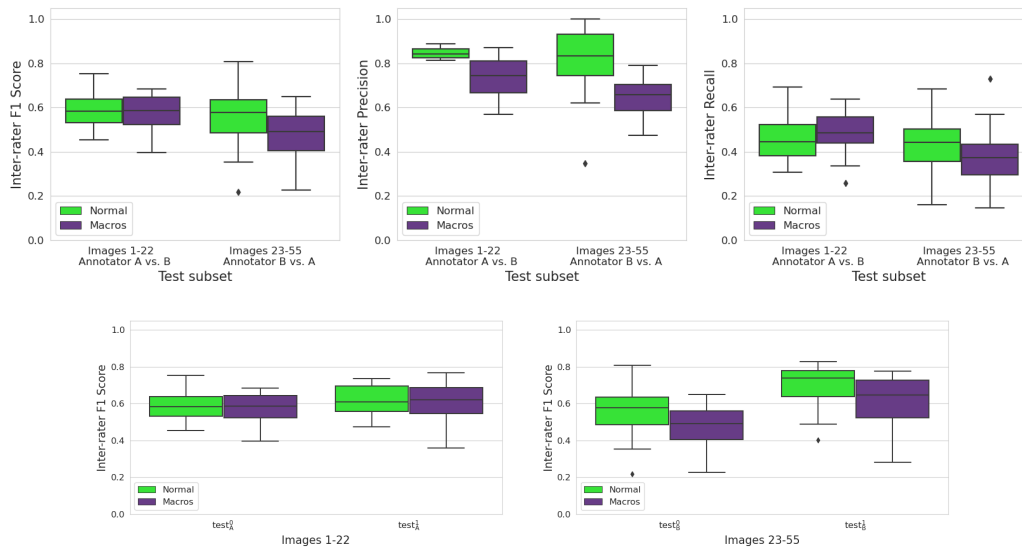 Inter-rater F1 Score
1.0
0.8
0.6
0.4
0.2
0.0
Normal
Macros
Images 1-22
Annotator A vs. B
Images 23-55
Annotator B vs. A
Test subset
Inter-rater Precision
1.0
0.8
0.6
0.4
0.2
0.0
Normal
Macros
Images 1-22
Annotator A vs. B
Images 23-55
Annotator B vs. A
Test subset
Inter-rater Recall
1.0
0.8
0.6
0.4
0.2
0.0
Normal
Macros
Images 1-22
Annotator A vs. B
Images 23-55
Annotator B vs. A
Test subset
Inter-rater F1 Score
1.0
0.8
0.6
0.4
0.2
0.0
Normal
Macros
test⁰_A
test¹_A
Images 1-22
Inter-rater F1 Score
1.0
0.8
0.6
0.4
0.2
0.0
Normal
Macros
test⁰_B
test¹_B
Images 23-55